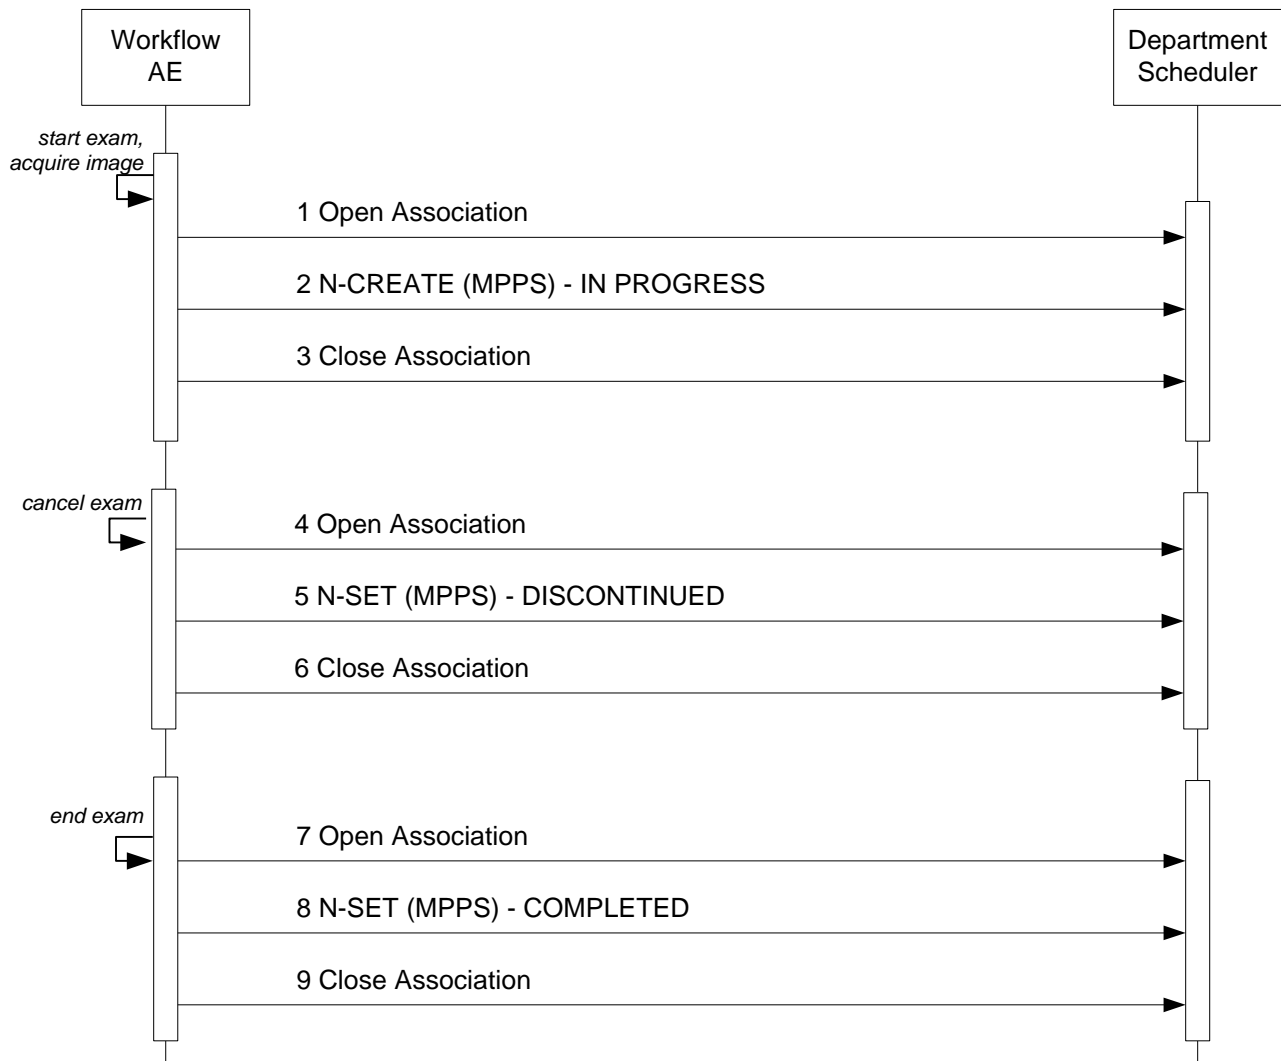 Workflow
AE
Department
Scheduler
start exam,
acquire image
1 Open Association
2 N-CREATE (MPPS) - IN PROGRESS
3 Close Association
cancel exam
4 Open Association
5 N-SET (MPPS) - DISCONTINUED
6 Close Association
end exam
7 Open Association
8 N-SET (MPPS) - COMPLETED
9 Close Association